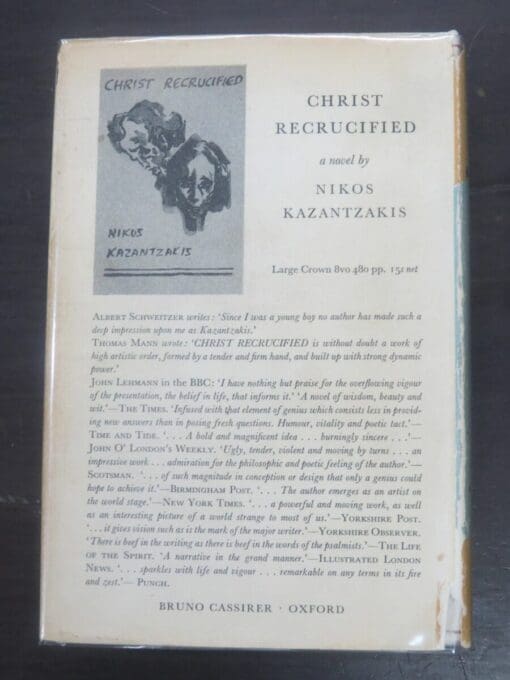 CHRIST RECRUCIFIED
NIKOS
KAZANTZAKIS
CHRIST
RECRUCIFIED
a novel by
NIKOS
KAZANTZAKIS
Large Crown 8vo 480 pp. 15s net
ALBERT SCHWEITZER writes: 'Since I was a young boy no author has made such a
deep impression upon me as Kazantzakis.'
THOMAS MANN wrote: 'CHRIST RECRUCIFIED is without doubt a work of
high artistic order, formed by a tender and firm hand, and built up with strong dynamic
power.'
JOHN LEHMANN in the BBC: 'I have nothing but praise for the overflowing vigour
of the presentation, the belief in life, that informs it.' 'A novel of wisdom, beauty and
wit.'—THE TIMES. 'Infused with that element of genius which consists less in provid-
ing new answers than in posing fresh questions. Humour, vitality and poetic tact.'—
TIME AND TIDE. '. . . A bold and magnificent idea . . . burningly sincere . . .'—
JOHN O' LONDON'S WEEKLY. 'Ugly, tender, violent and moving by turns . . . an
impressive work . . . admiration for the philosophic and poetic feeling of the author.'—
SCOTSMAN. '. . . of such magnitude in conception or design that only a genius could
hope to achieve it.'—BIRMINGHAM POST. '. . . The author emerges as an artist on
the world stage.'—NEW YORK TIMES. '. . . a powerful and moving work, as well
as an interesting picture of a world strange to most of us.'—YORKSHIRE POST.
'. . . it gives vision such as is the mark of the major writer.'—YORKSHIRE OBSERVER.
'There is beef in the writing as there is beef in the words of the psalmists.'—THE LIFE
OF THE SPIRIT. 'A narrative in the grand manner.'—ILLUSTRATED LONDON
NEWS. '. . . sparkles with life and vigour . . . remarkable on any terms in its fire
and zest.'—PUNCH.
BRUNO CASSIRER · OXFORD